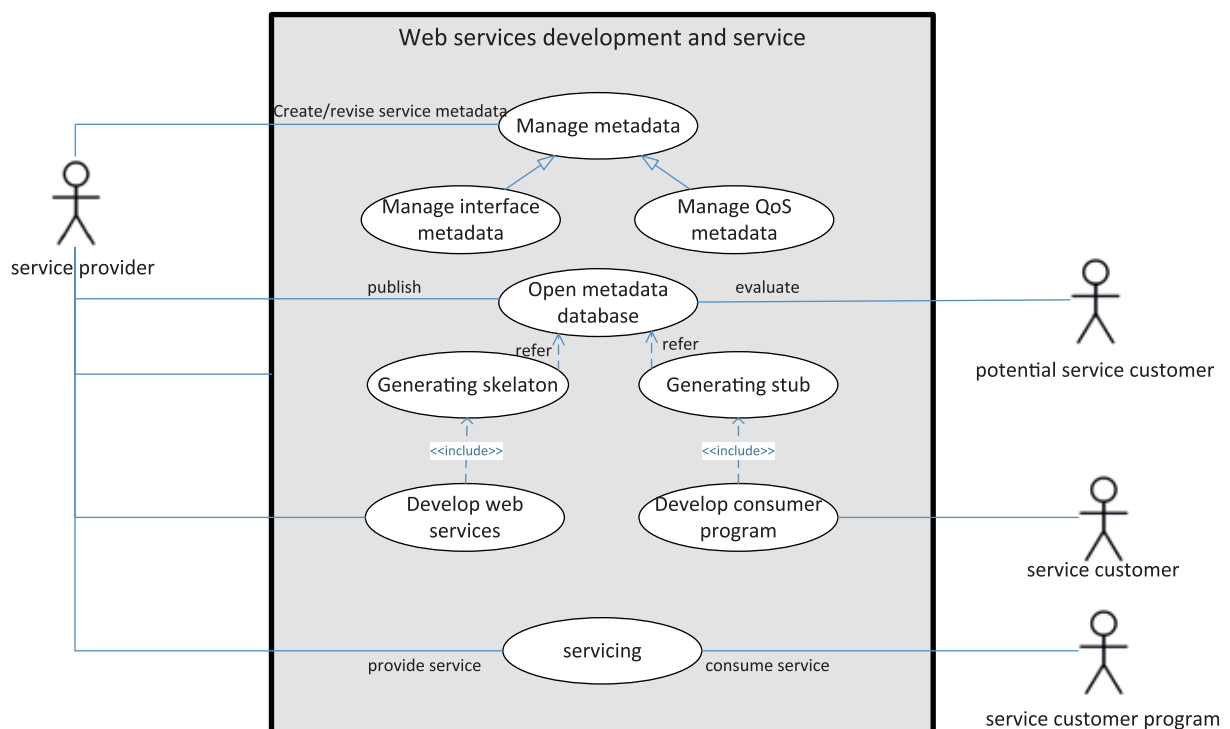 Web services development and service
Create/revise service metadata
Manage metadata
Manage interface
metadata
Manage QoS
metadata
service provider
publish
Open metadata
database
evaluate
refer
refer
potential service customer
Generating skelaton
Generating stub
<<include>>
<<include>>
Develop web
services
Develop consumer
program
service customer
servicing
provide service
consume service
service customer program